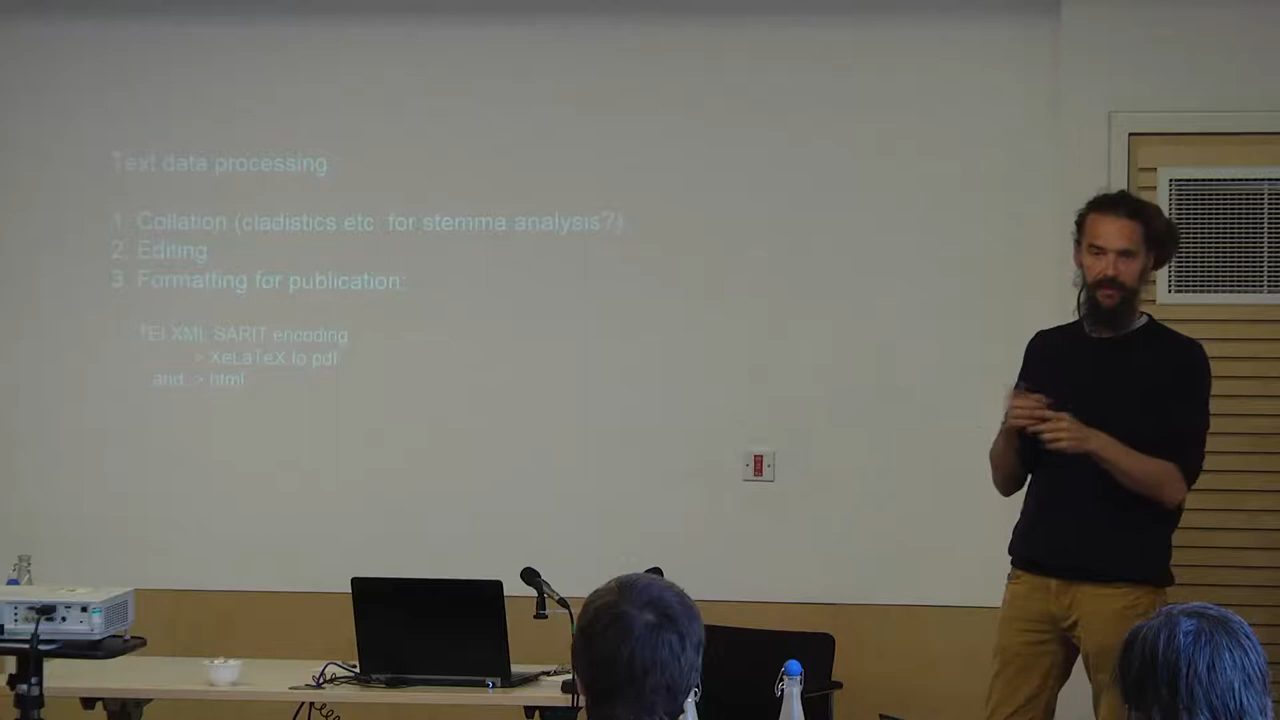 Text data processing
1. Collation (cladistics etc. for stemma analysis?)
2. Editing
3. Formatting for publication:
TEI XML SARIT encoding
> XeLaTeX to pdf
and > html